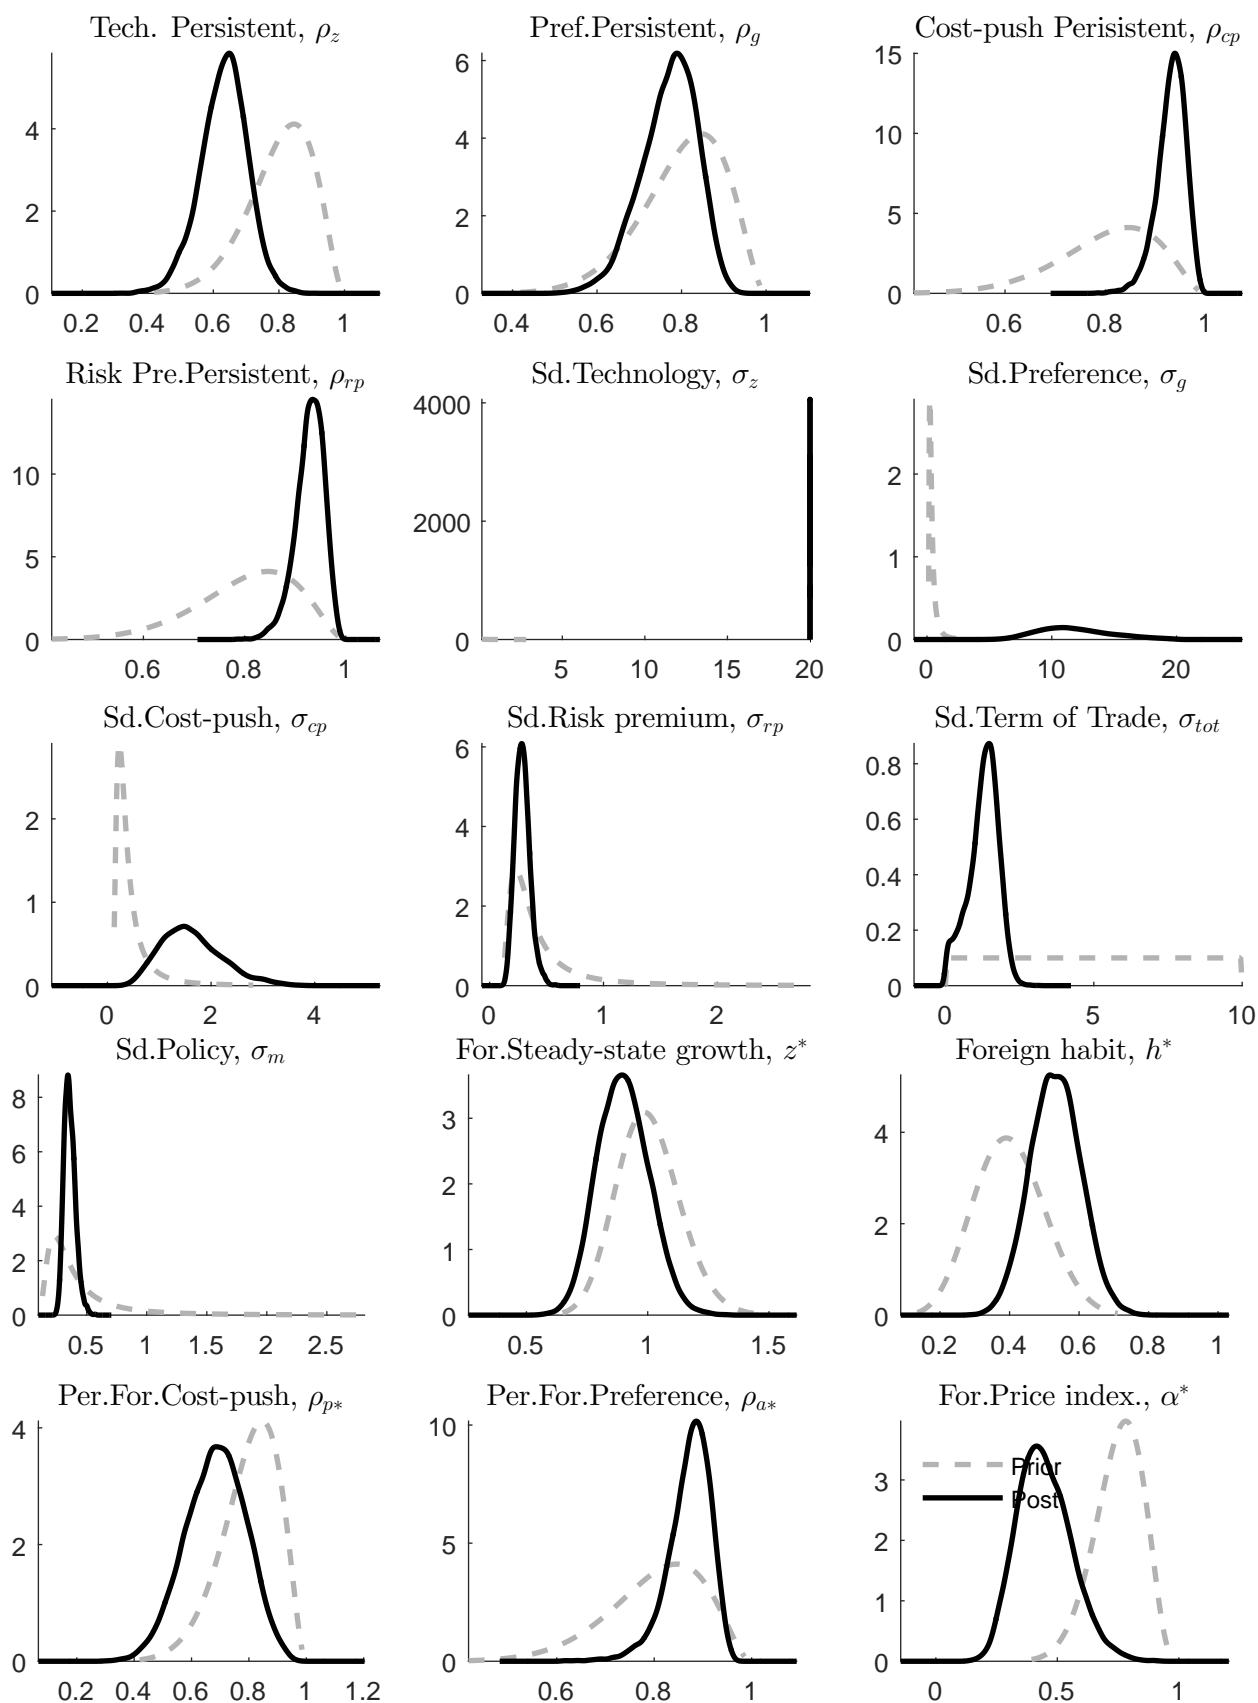 Tech. Persistent, ρz
Pref.Persistent, ρg
Cost-push Perisistent, ρcp
4
2
0
0.2 0.4 0.6 0.8 1
6
4
2
0
0.4 0.6 0.8 1
15
10
5
0
0.6 0.8 1
Risk Pre.Persistent, ρrp
Sd.Technology, σz
Sd.Preference, σg
10
5
0
0.6 0.8 1
4000
2000
0
5 10 15 20
2
1
0
0 10 20
Sd.Cost-push, σcp
Sd.Risk premium, σrp
Sd.Term of Trade, σtot
2
1
0
0 2 4
6
4
2
0
0 1 2
0.8
0.6
0.4
0.2
0
0 5 10
Sd.Policy, σm
For.Steady-state growth, z*
Foreign habit, h*
8
6
4
2
0
0.5 1 1.5 2 2.5
3
2
1
0
0.5 1 1.5
4
2
0
0.2 0.4 0.6 0.8 1
Per.For.Cost-push, ρp*
Per.For.Preference, ρa*
For.Price index., α*
4
2
0
0.2 0.4 0.6 0.8 1 1.2
10
5
0
0.6 0.8 1
3
2
1
0
0 0.5 1
Prior
Post